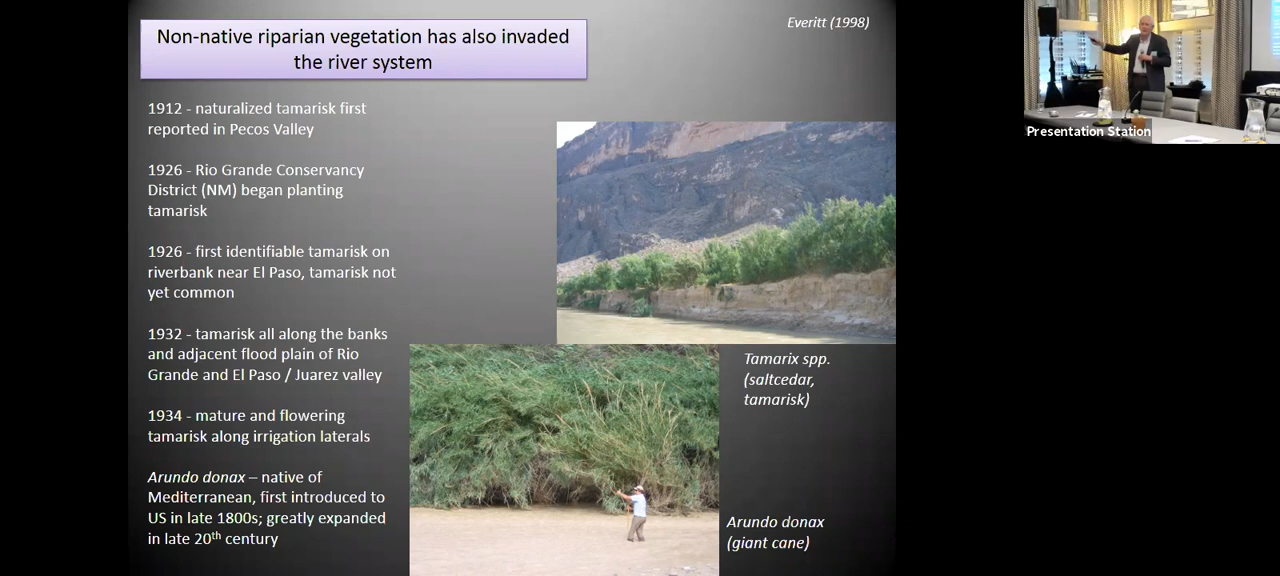 Everitt (1998)
Non-native riparian vegetation has also invaded
the river system
1912 - naturalized tamarisk first
reported in Pecos Valley
1926 - Rio Grande Conservancy
District (NM) began planting
tamarisk
1926 - first identifiable tamarisk on
riverbank near El Paso, tamarisk not
yet common
1932 - tamarisk all along the banks
and adjacent flood plain of Rio
Grande and El Paso / Juarez valley
1934 - mature and flowering
tamarisk along irrigation laterals
Arundo donax – native of
Mediterranean, first introduced to
US in late 1800s; greatly expanded
in late 20th century
Tamarix spp.
(saltcedar,
tamarisk)
Arundo donax
(giant cane)
Presentation Station